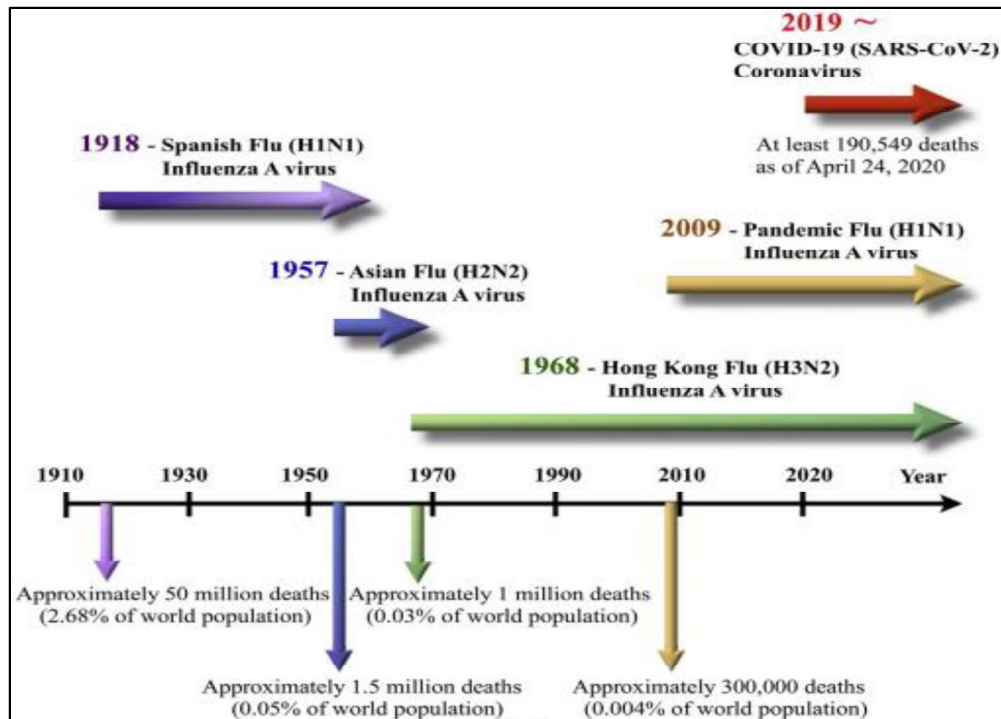 2019 ~
COVID-19 (SARS-CoV-2)
Coronavirus
At least 190,549 deaths
as of April 24, 2020
1918 - Spanish Flu (H1N1)
Influenza A virus
2009 - Pandemic Flu (H1N1)
Influenza A virus
1957 - Asian Flu (H2N2)
Influenza A virus
1968 - Hong Kong Flu (H3N2)
Influenza A virus
1910 1930 1950 1970 1990 2010 2020 Year
Approximately 50 million deaths
(2.68% of world population)
Approximately 1 million deaths
(0.03% of world population)
Approximately 1.5 million deaths
(0.05% of world population)
Approximately 300,000 deaths
(0.004% of world population)